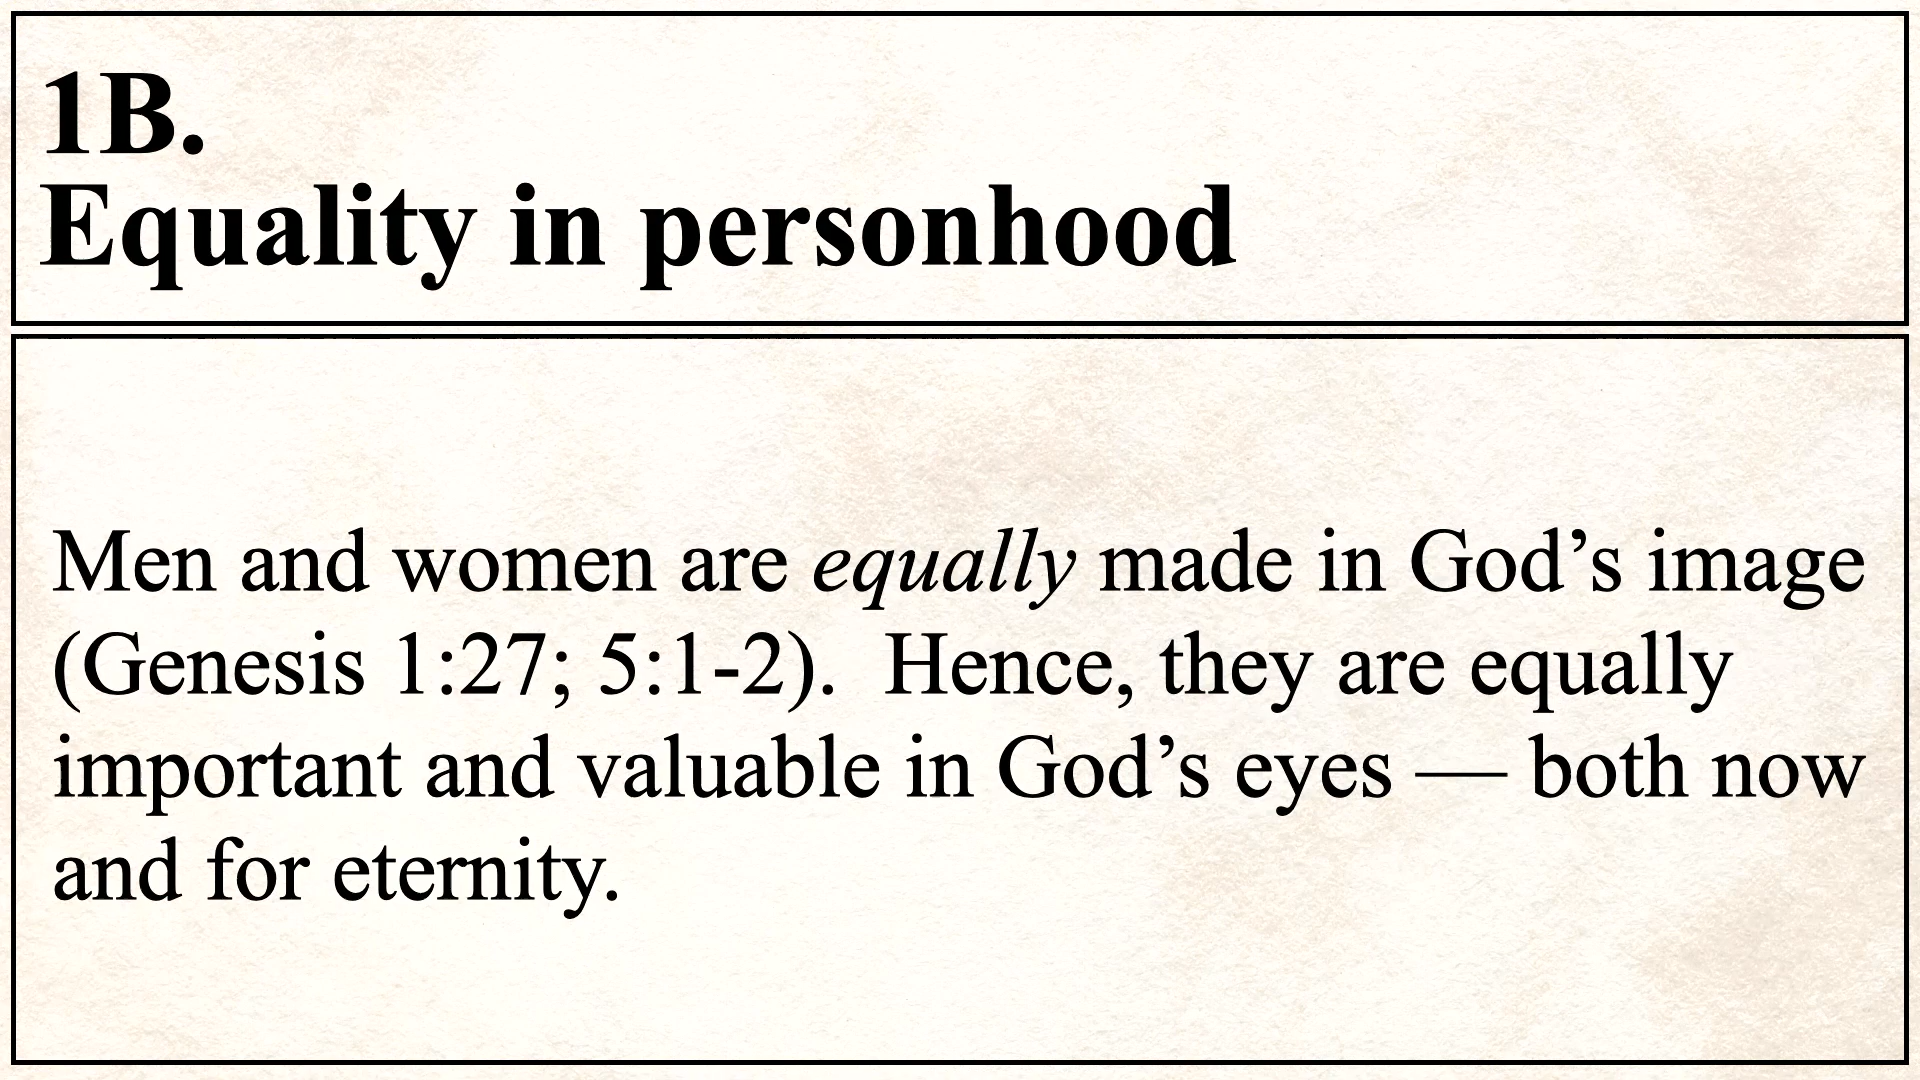 1B.
Equality in personhood
Men and women are equally made in God’s image
(Genesis 1:27; 5:1-2).  Hence, they are equally
important and valuable in God’s eyes — both now
and for eternity.